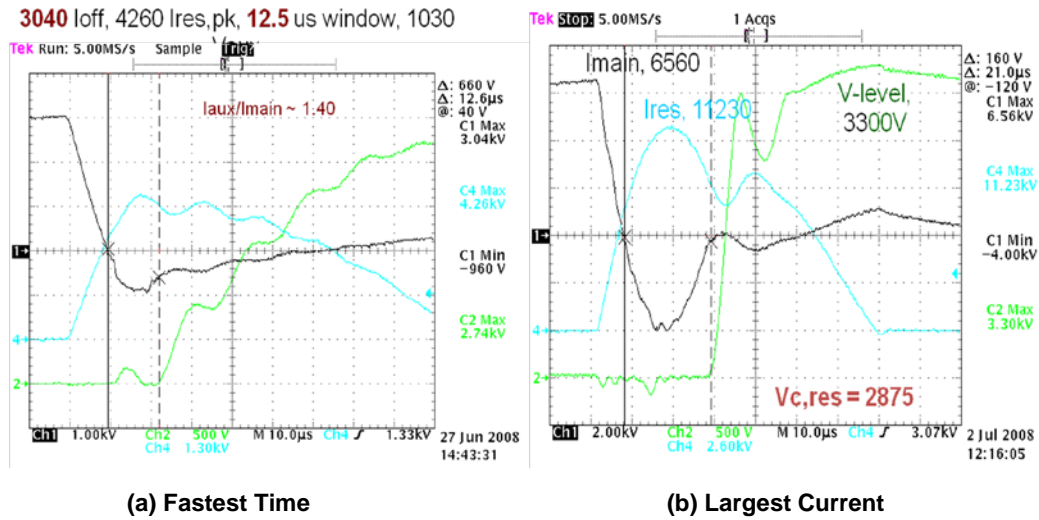 3040 Ioff, 4260 Ires,pk, 12.5 us window, 1030
Tek Run: 5.00MS/s Sample Trig?
Iaux/Imain ~ 1.40
Δ: 660 V
Δ: 12.6µs
@: 40 V
C1 Max
3.04kV
C4 Max
4.26kV
C1 Min
-960 V
C2 Max
2.74kV
1
4
2
Ch1 1.00kV Ch2 500 V M 10.0µs Ch4 1.33kV
Ch4 1.30kV
27 Jun 2008
14:43:31
(a) Fastest Time
Tek Stop: 5.00MS/s 1 Acqs
Imain, 6560
Ires, 11230
V-level,
3300V
Δ: 160 V
Δ: 21.0µs
@: -120 V
C1 Max
6.56kV
C4 Max
11.23kV
C1 Min
-4.00kV
C2 Max
3.30kV
1
4
2
Vc,res = 2875
Ch1 2.00kV Ch2 500 V M 10.0µs Ch4 3.07kV
Ch4 2.60kV
2 Jul 2008
12:16:05
(b) Largest Current